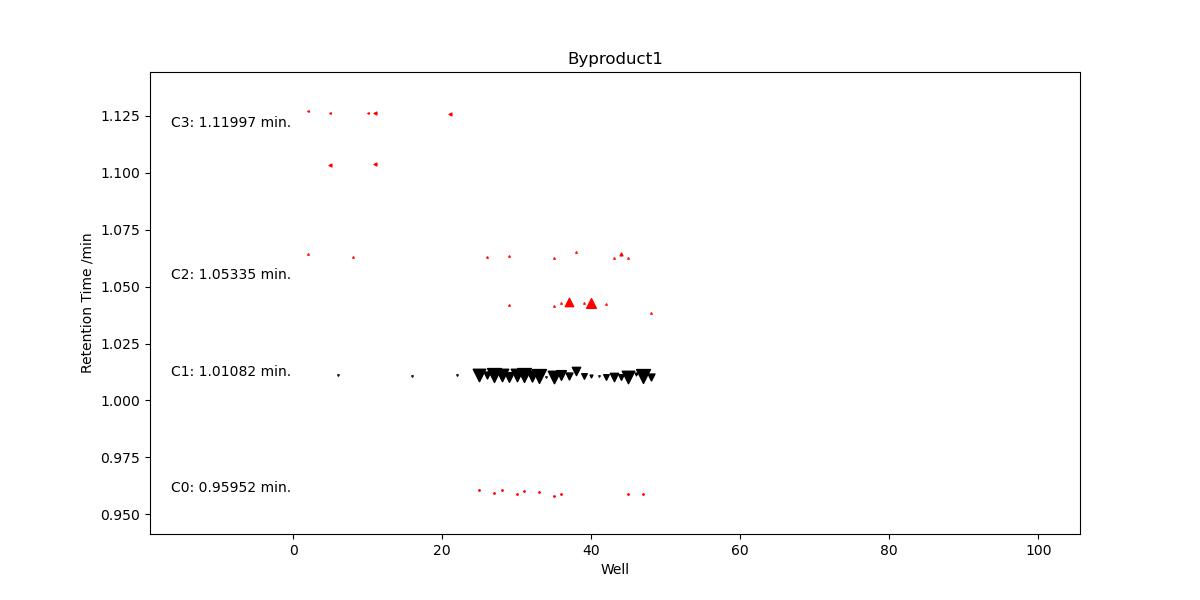 Byproduct1
1.125
1.100
1.075
1.050
1.025
1.000
0.975
0.950
Retention Time /min
C3: 1.11997 min.
C2: 1.05335 min.
C1: 1.01082 min.
C0: 0.95952 min.
0 20 40 60 80 100
Well